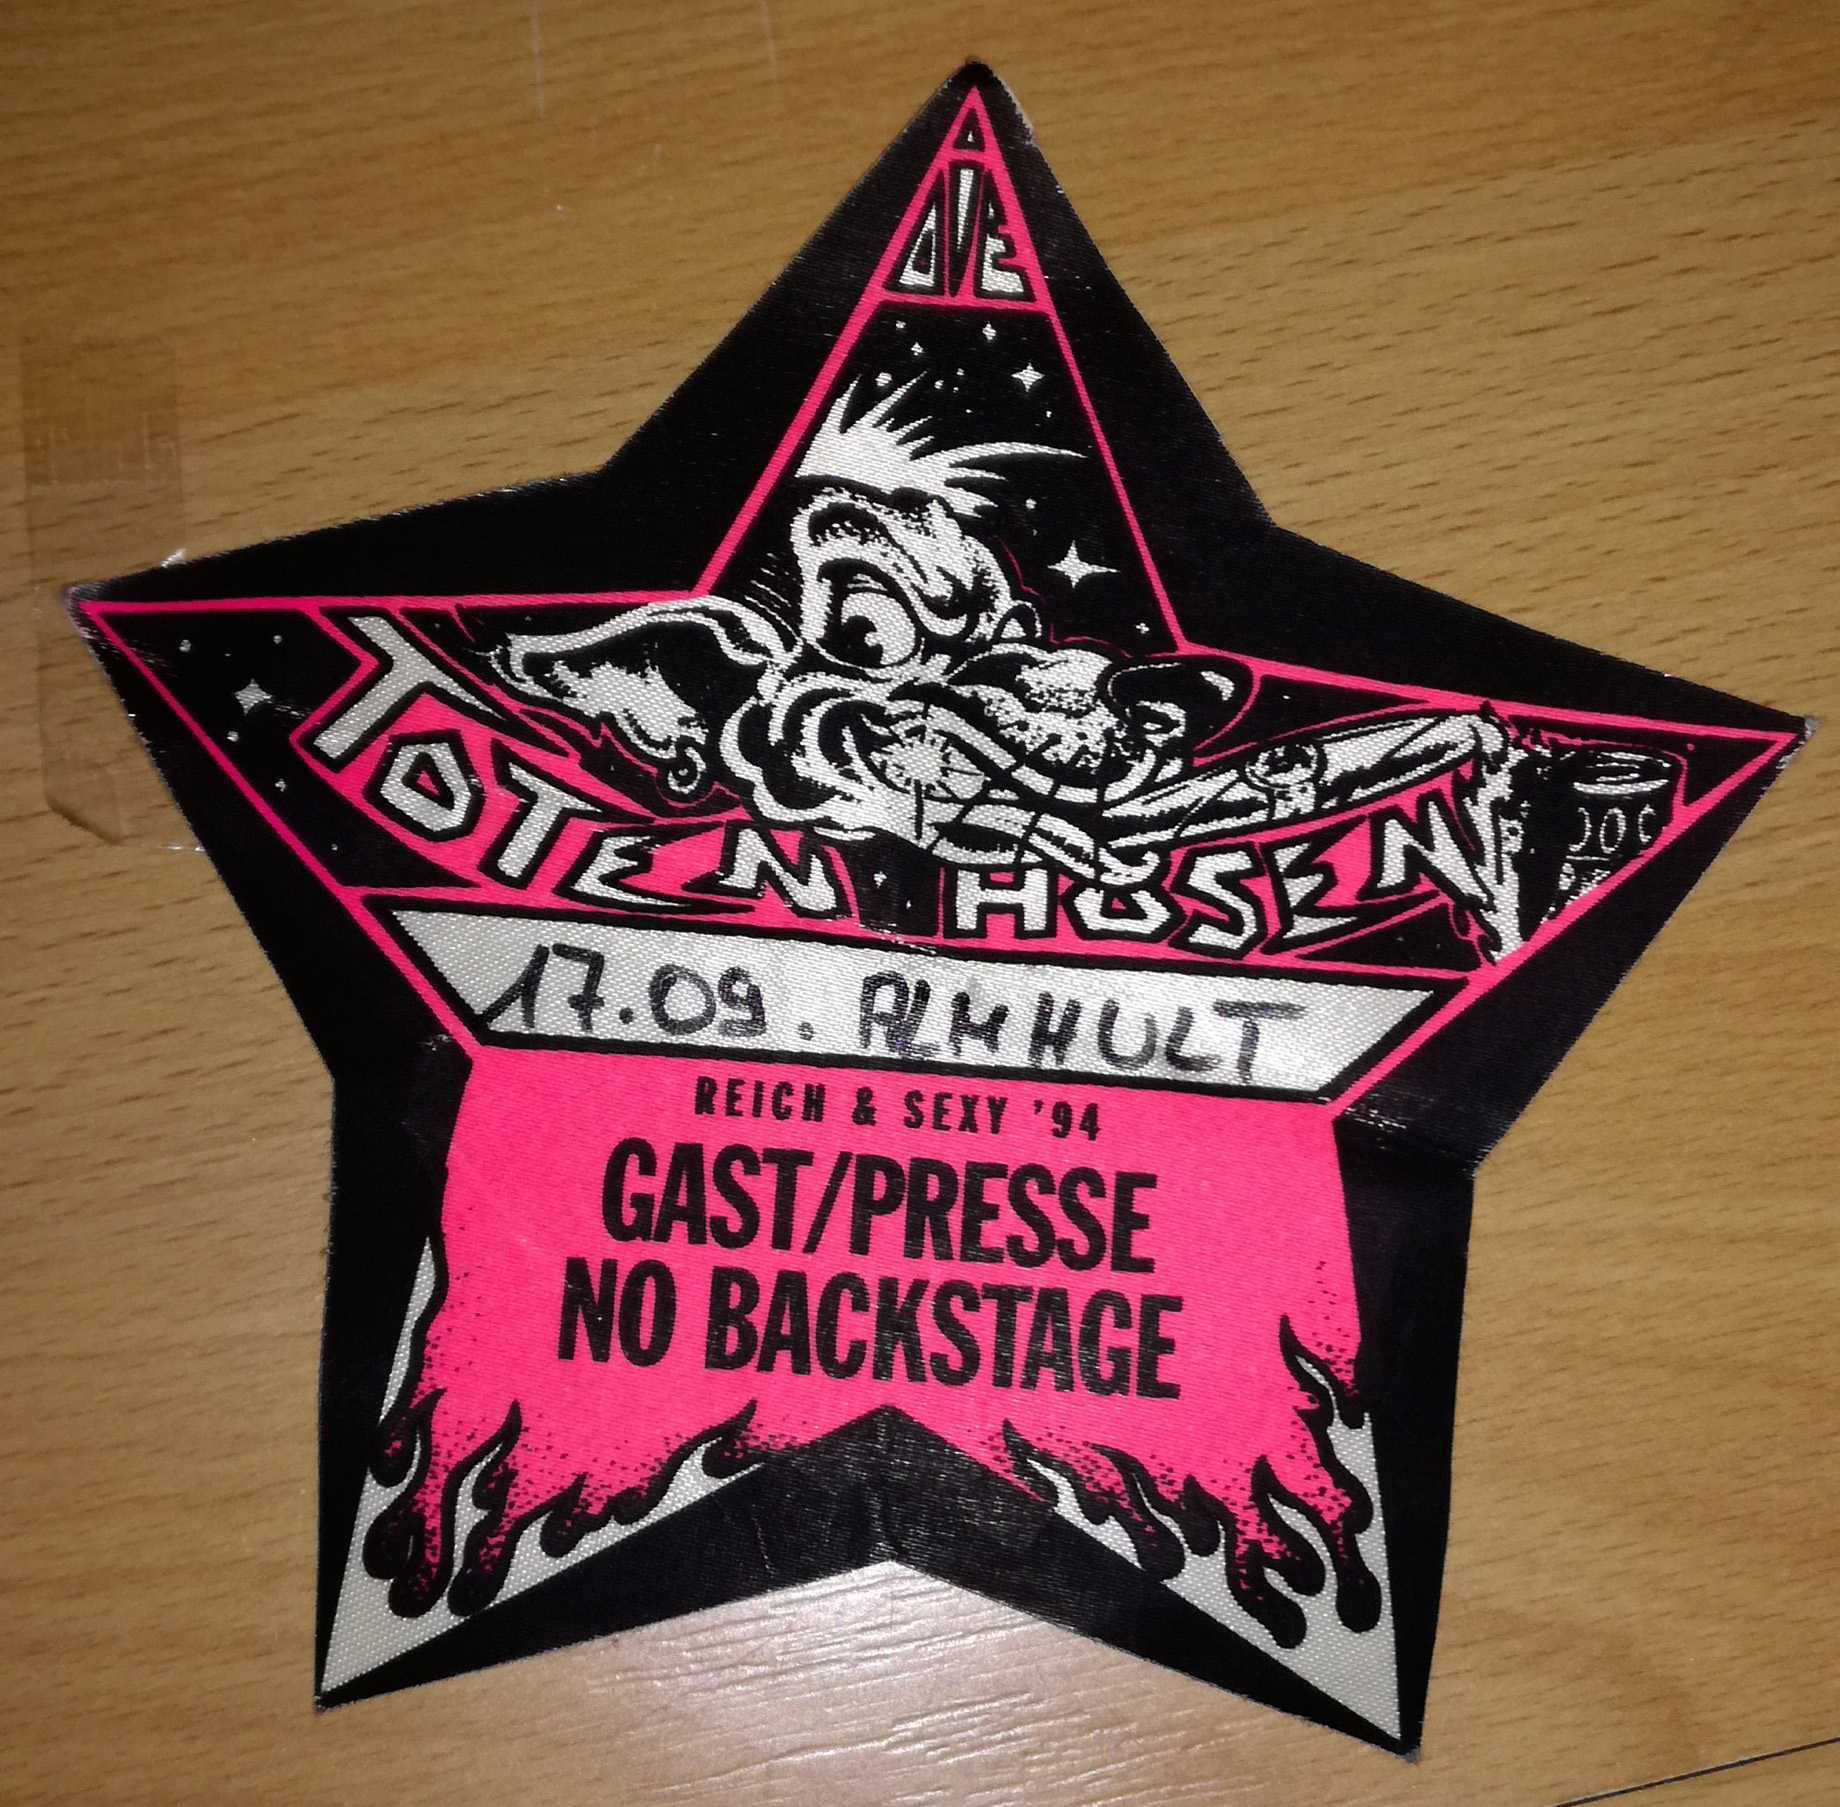 DIE
TOTEN HOSEN
17.09. ALMHULT
REICH & SEXY '94
GAST/PRESSE
NO BACKSTAGE